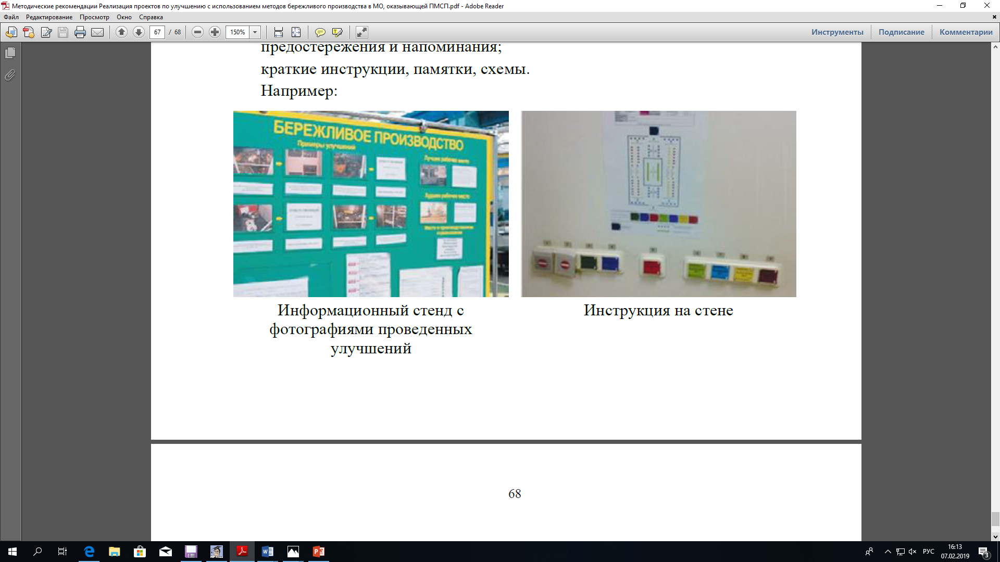 Методические рекомендации Реализация проектов по улучшению с использованием методов бережливого производства в МО, оказывающей ПМСП.pdf - Adobe Reader
Файл Редактирование Просмотр Окно Справка
67 / 68 150% Инструменты Подписание Комментарии
предостережения и напоминания;
краткие инструкции, памятки, схемы.
Например:
БЕРЕЖЛИВОЕ ПРОИЗВОДСТВО
Примеры улучшений
Лучшее рабочее место
Худшее рабочее место
Информационный стенд с
фотографиями проведенных
улучшений
Инструкция на стене
68
РУС
16:13
07.02.2019
3